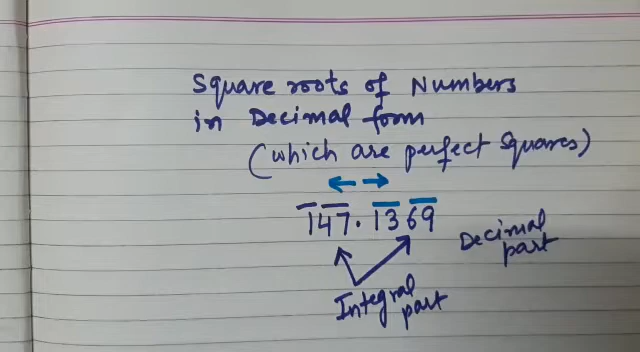 Square roots of Numbers
in Decimal form
(which are perfect squares)
147.1369
Decimal
part
Integral
part